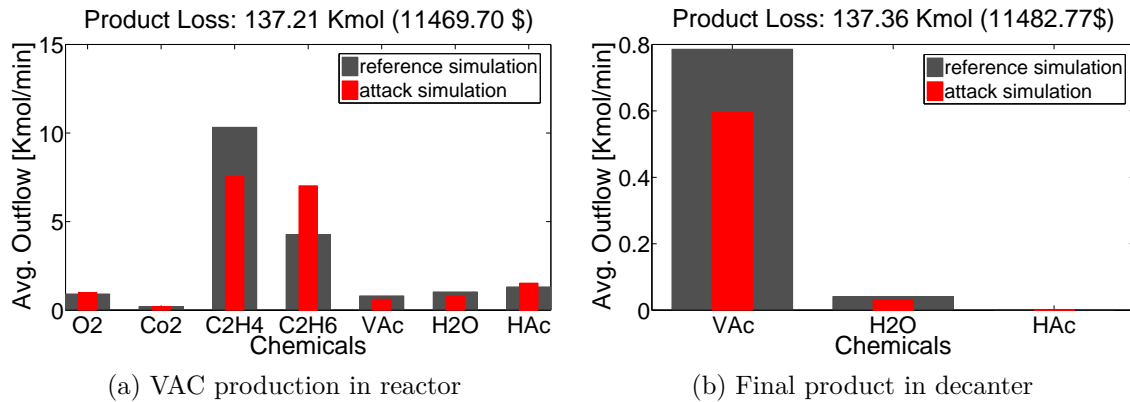 Product Loss: 137.21 Kmol (11469.70 $)
Avg. Outflow [Kmol/min]
15
10
5
0
reference simulation
attack simulation
O2 Co2 C2H4 C2H6 VAc H2O HAc
Chemicals
(a) VAC production in reactor
Product Loss: 137.36 Kmol (11482.77$)
Avg. Outflow [Kmol/min]
0.8
0.6
0.4
0.2
0
reference simulation
attack simulation
VAc H2O HAc
Chemicals
(b) Final product in decanter